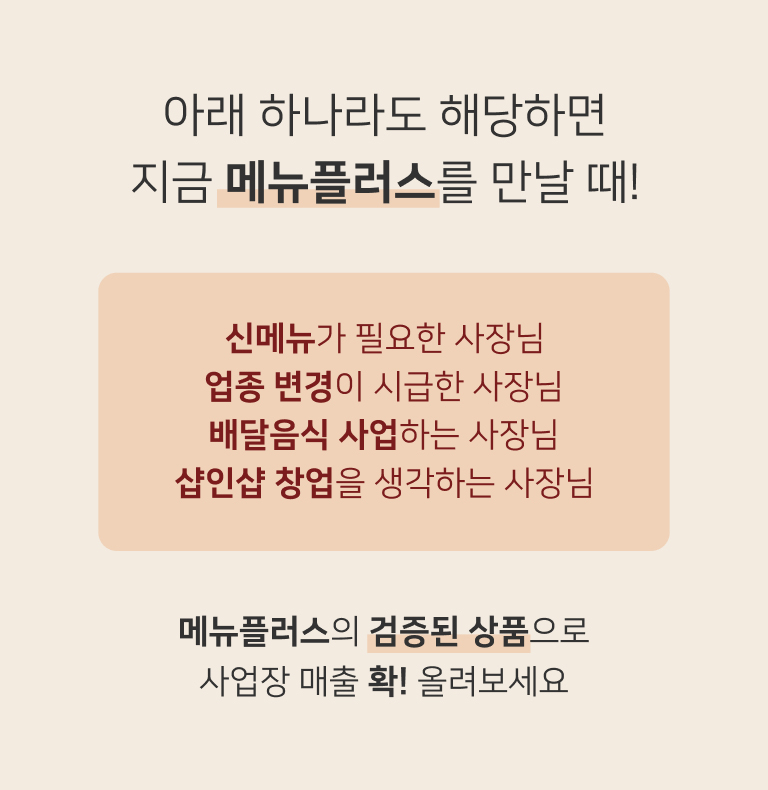 아래 하나라도 해당하면
지금 메뉴플러스를 만날 때!
신메뉴가 필요한 사장님
업종 변경이 시급한 사장님
배달음식 사업하는 사장님
샵인샵 창업을 생각하는 사장님
메뉴플러스의 검증된 상품으로
사업장 매출 확! 올려보세요